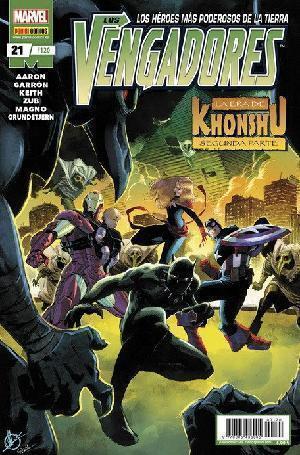 MARVEL
PANINI COMICS
LOS HÉROES MÁS PODEROSOS DE LA TIERRA
LOS
VENGADORES
21
AARON
GARRÓN
KEITH
ZUB
MAGNO
GRUNDETJERN
LA ERA DE
KHONSHU
SEGUNDA PARTE